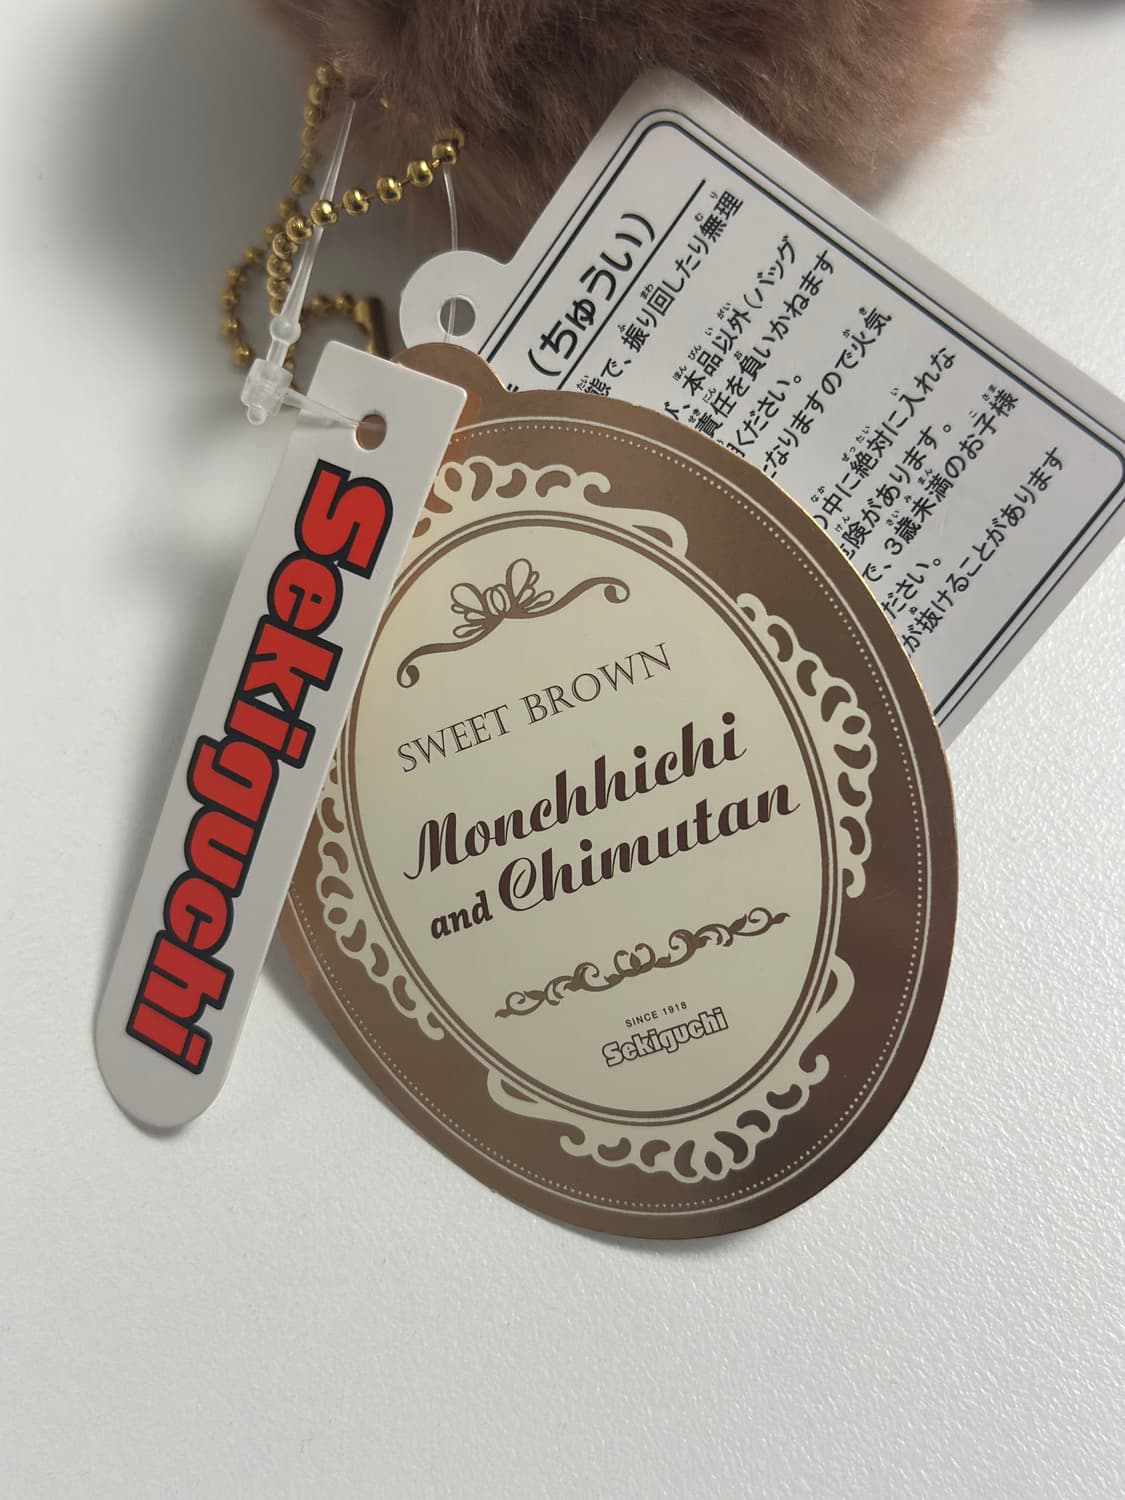 Sekiguchi
SWEET BROWN
Monchhichi
and Chimutan
SINCE 1918
Sekiguchi
(ちゅうい)
態で、振り回したり無理
、本品以外(バッグ
責任を負いかねます
ください。
なりますので火気
の中に絶対に入れな
危険があります。
で、3歳未満のお子様
ださい。
が抜けることがあります